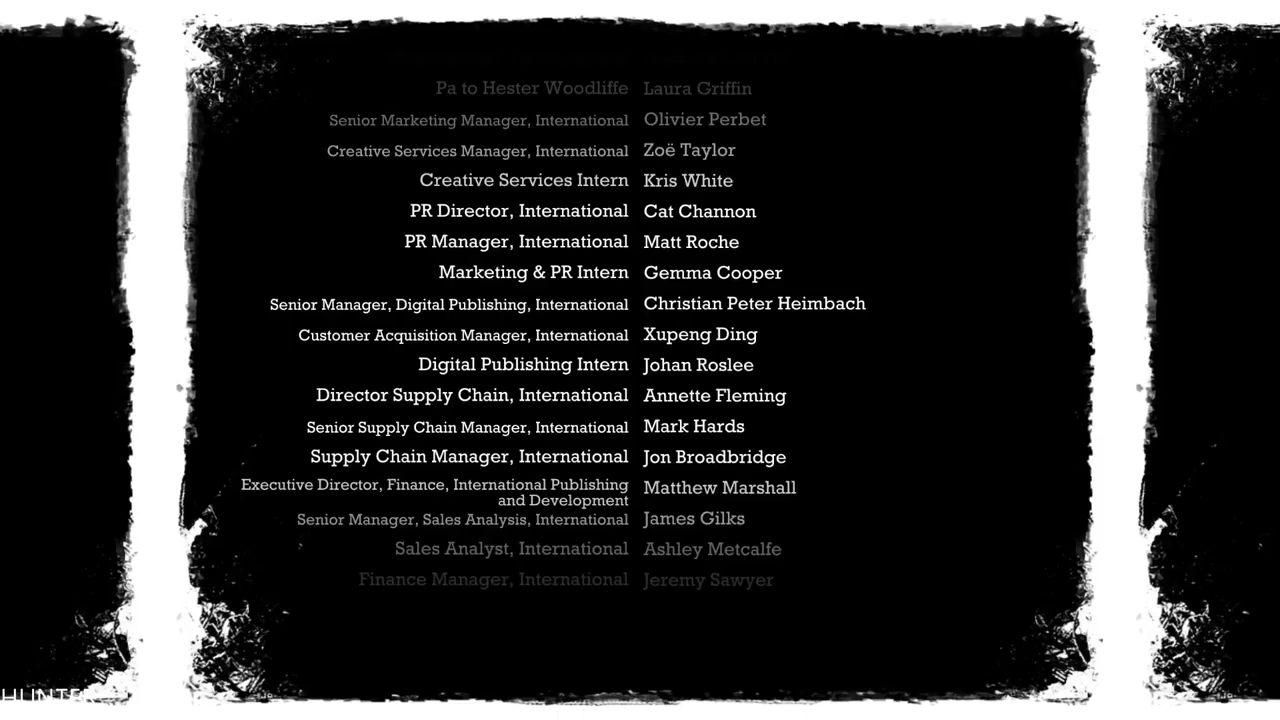 Pa to Hester Woodliffe Laura Griffin
Senior Marketing Manager, International Olivier Perbet
Creative Services Manager, International Zoë Taylor
Creative Services Intern Kris White
PR Director, International Cat Channon
PR Manager, International Matt Roche
Marketing & PR Intern Gemma Cooper
Senior Manager, Digital Publishing, International Christian Peter Heimbach
Customer Acquisition Manager, International Xupeng Ding
Digital Publishing Intern Johan Roslee
Director Supply Chain, International Annette Fleming
Senior Supply Chain Manager, International Mark Hards
Supply Chain Manager, International Jon Broadbridge
Executive Director, Finance, International Publishing
and Development Matthew Marshall
Senior Manager, Sales Analysis, International James Gilks
Sales Analyst, International Ashley Metcalfe
Finance Manager, International Jeremy Sawyer